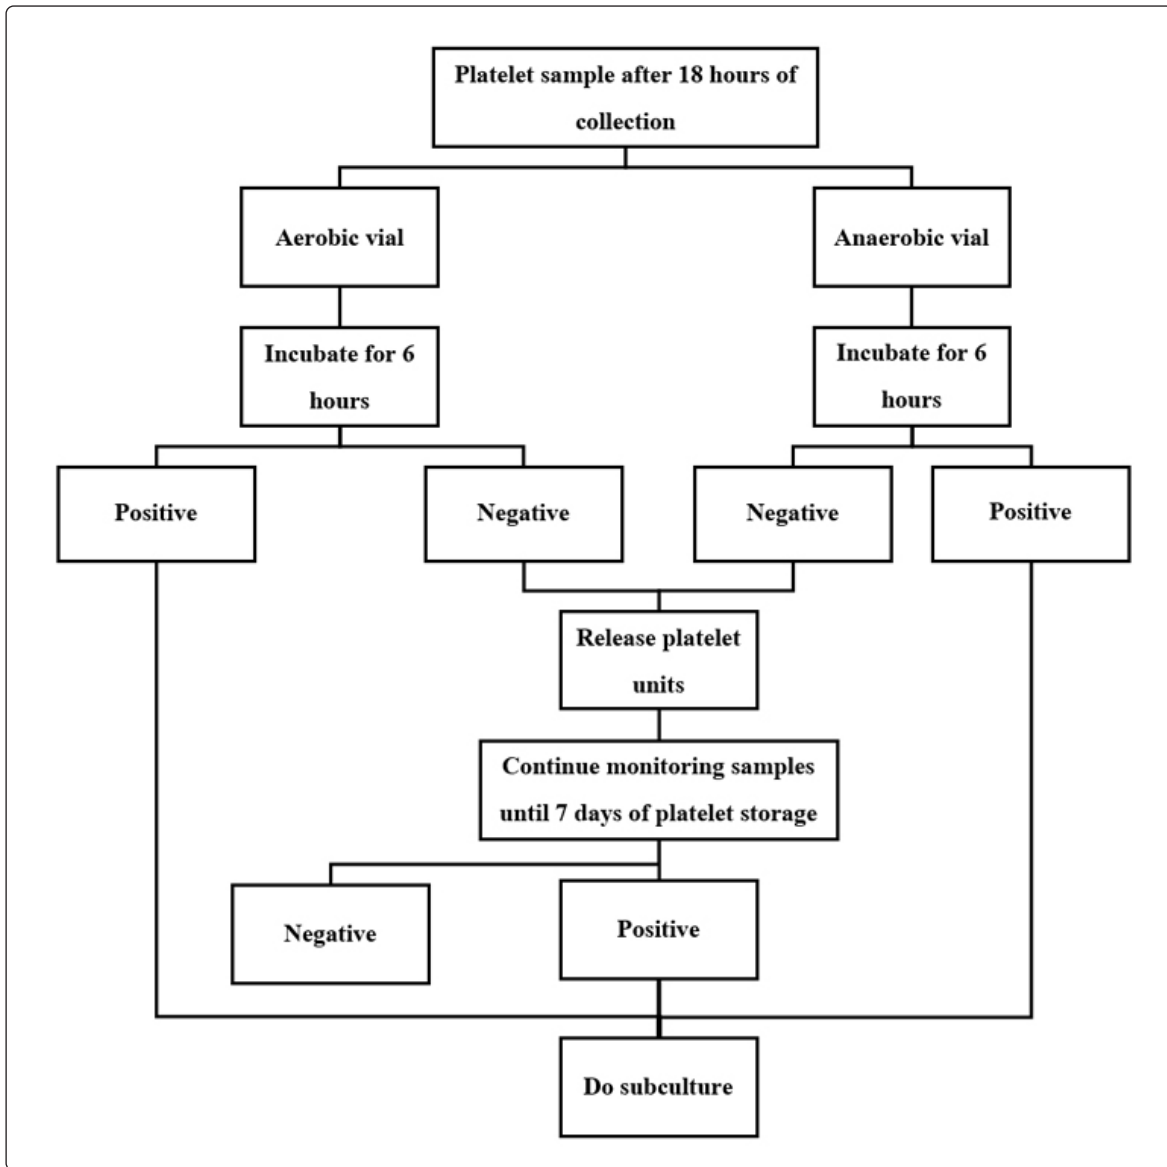 Platelet sample after 18 hours of
collection
Aerobic vial
Anaerobic vial
Incubate for 6
hours
Incubate for 6
hours
Positive
Negative
Negative
Positive
Release platelet
units
Continue monitoring samples
until 7 days of platelet storage
Negative
Positive
Do subculture